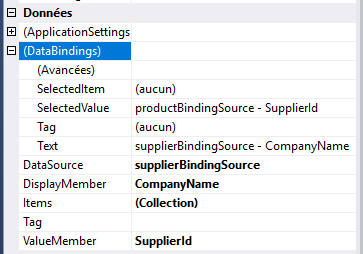 Données
(ApplicationSettings
(DataBindings)
(Avancées)
SelectedItem (aucun)
SelectedValue productBindingSource - SupplierId
Tag (aucun)
Text supplierBindingSource - CompanyName
DataSource supplierBindingSource
DisplayMember CompanyName
Items (Collection)
Tag
ValueMember SupplierId